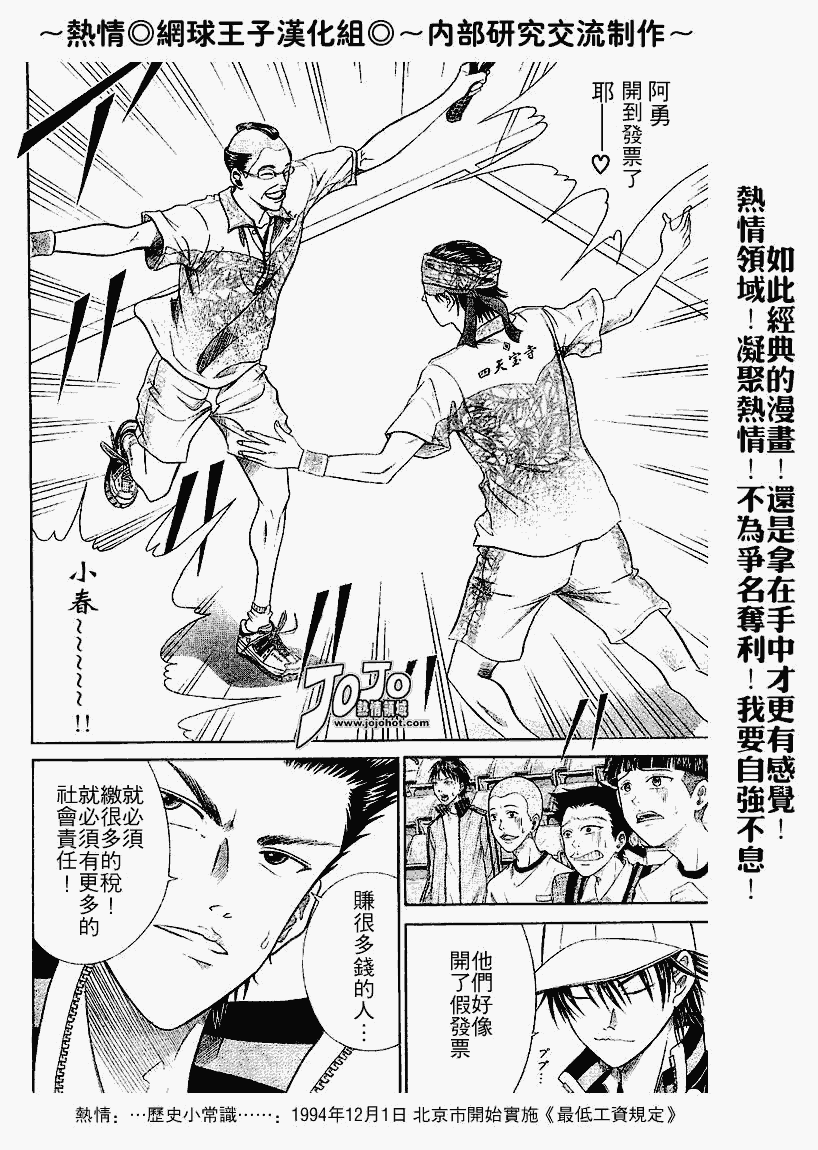 ～熱情◎網球王子漢化組◎～内部研究交流制作～
阿勇
開到發票了
耶——♡
四天宝寺
小春~~~~~!!
JOJO
熱情領域
www.jojohot.com
他們好像
開了假發票
ププ…
賺很多錢的人…
就必須
繳很多的稅！
就必須有更多的
社會責任！
如此經典的漫畫！還是拿在手中才更有感覺！
熱情領域！凝聚熱情！不為爭名奪利！我要自強不息！
熱情：…歷史小常識……：1994年12月1日 北京市開始實施《最低工資規定》